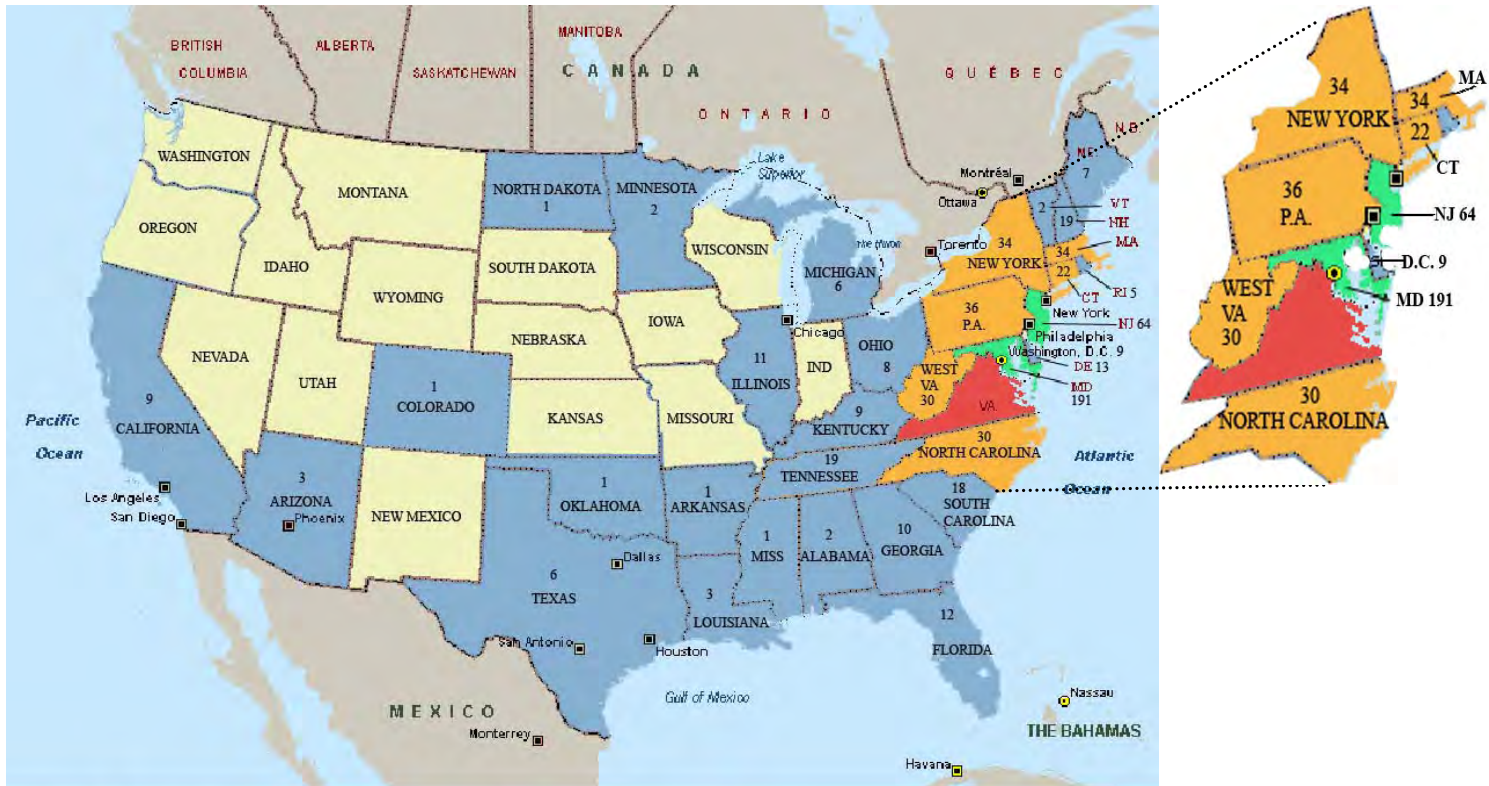 BRITISH
COLUMBIA
ALBERTA
SASKATCHEWAN
MANITOBA
CANADA
ONTARIO
QUÉBEC
N.B.
ME.
7
Lake
Superior
Montréal
Ottawa
Toronto
WASHINGTON
OREGON
IDAHO
MONTANA
WYOMING
NEVADA
UTAH
9
CALIFORNIA
3
ARIZONA
Phoenix
1
COLORADO
NEW MEXICO
NORTH DAKOTA
1
SOUTH DAKOTA
NEBRASKA
KANSAS
1
OKLAHOMA
6
TEXAS
Dallas
San Antonio
Houston
MINNESOTA
2
IOWA
MISSOURI
1
ARKANSAS
3
LOUISIANA
WISCONSIN
11
ILLINOIS
Chicago
MICHIGAN
6
IND
OHIO
8
9
KENTUCKY
19
TENNESSEE
1
MISS
2
ALABAMA
10
GEORGIA
12
FLORIDA
18
SOUTH
CAROLINA
30
NORTH CAROLINA
VA.
WEST
VA
30
36
P.A.
34
NEW YORK
2
VT
19
NH
34
MA
22
CT
RI 5
New York
NJ 64
Philadelphia
Washington, D.C. 9
DE 13
MD
191
Pacific
Ocean
Los Angeles
San Diego
Atlantic
Ocean
Gulf of Mexico
MEXICO
Monterrey
Nassau
THE BAHAMAS
Havana
34
NEW YORK
34
MA
22
CT
36
P.A.
NJ 64
D.C. 9
MD 191
WEST
VA
30
30
NORTH CAROLINA